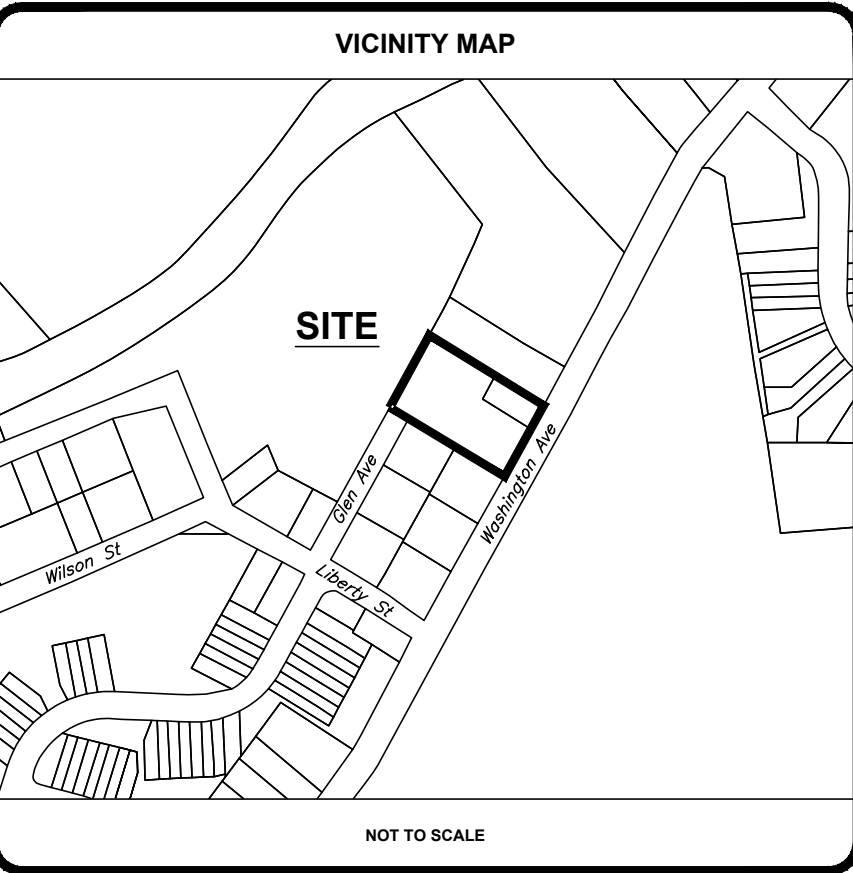 VICINITY MAP
SITE
Glen Ave
Washington Ave
Wilson St
Liberty St
NOT TO SCALE